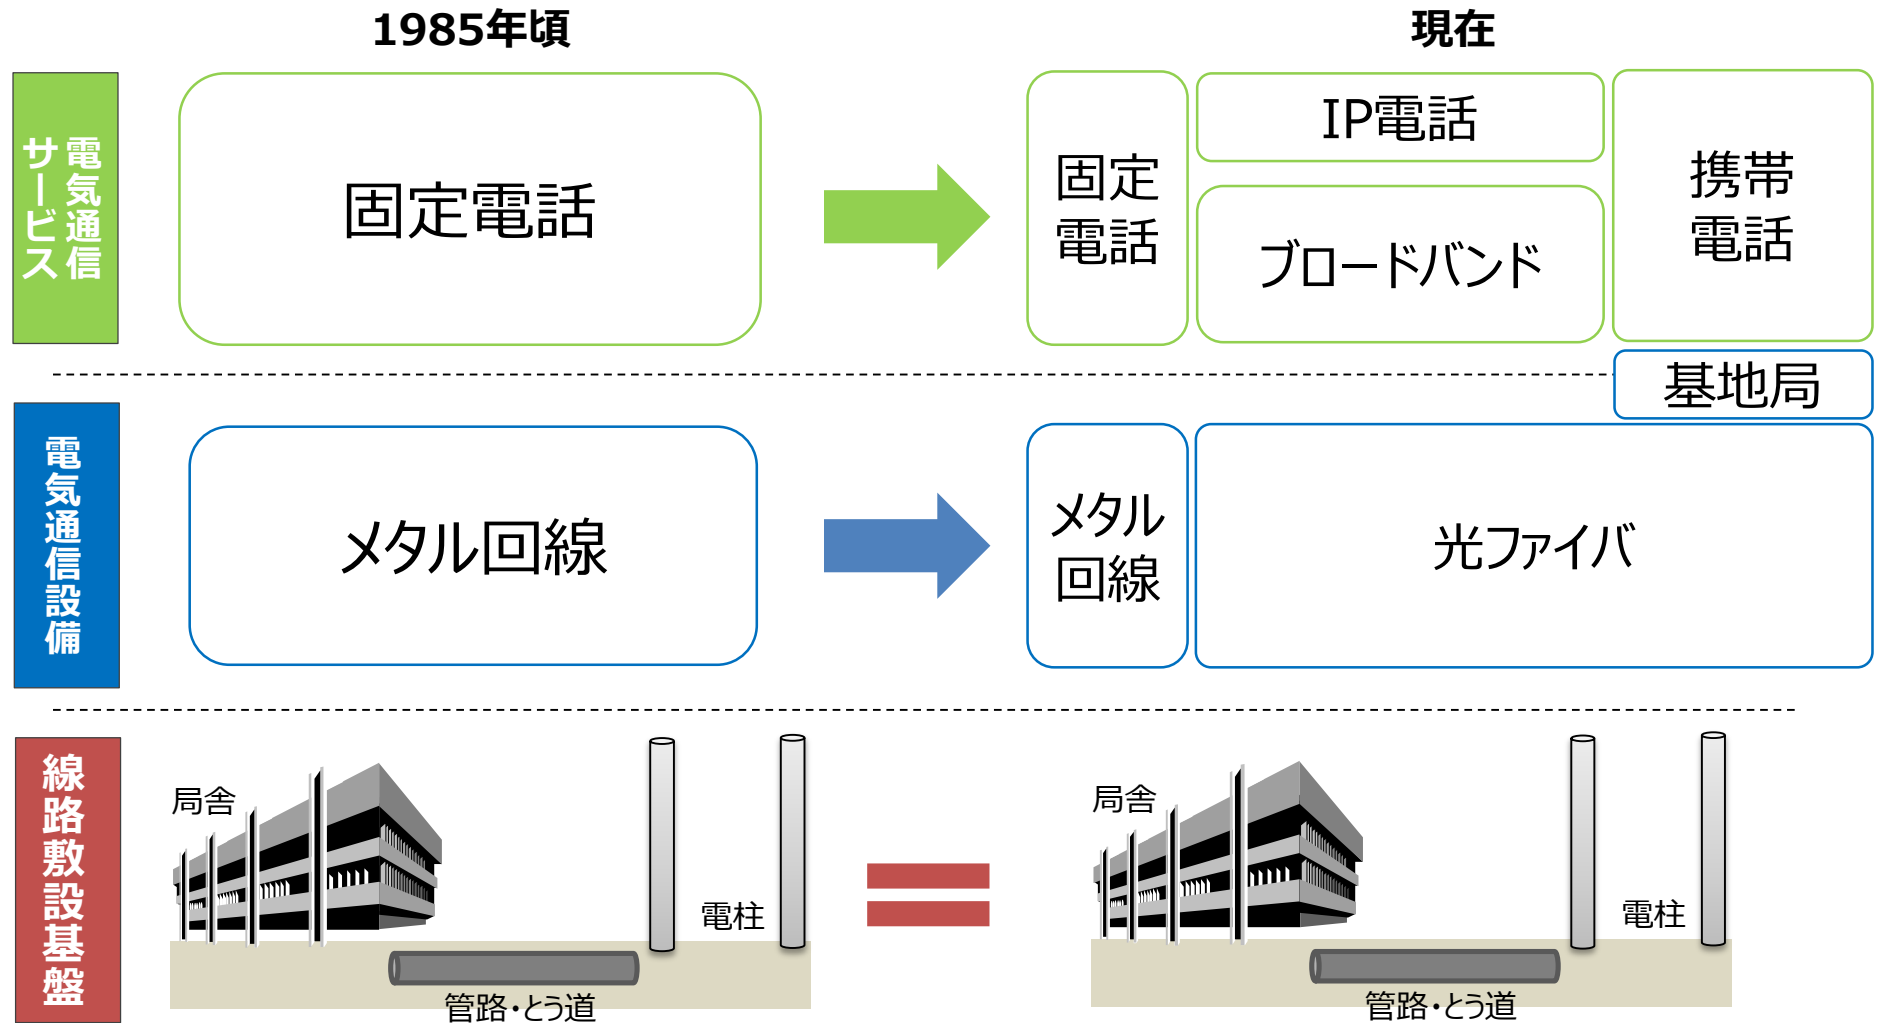 1985年頃
現在
電気通信
サービス
固定電話
固定
電話
IP電話
ブロードバンド
携帯
電話
基地局
電気通信設備
メタル回線
メタル
回線
光ファイバ
線路敷設基盤
局舎
電柱
管路・とう道
局舎
電柱
管路・とう道